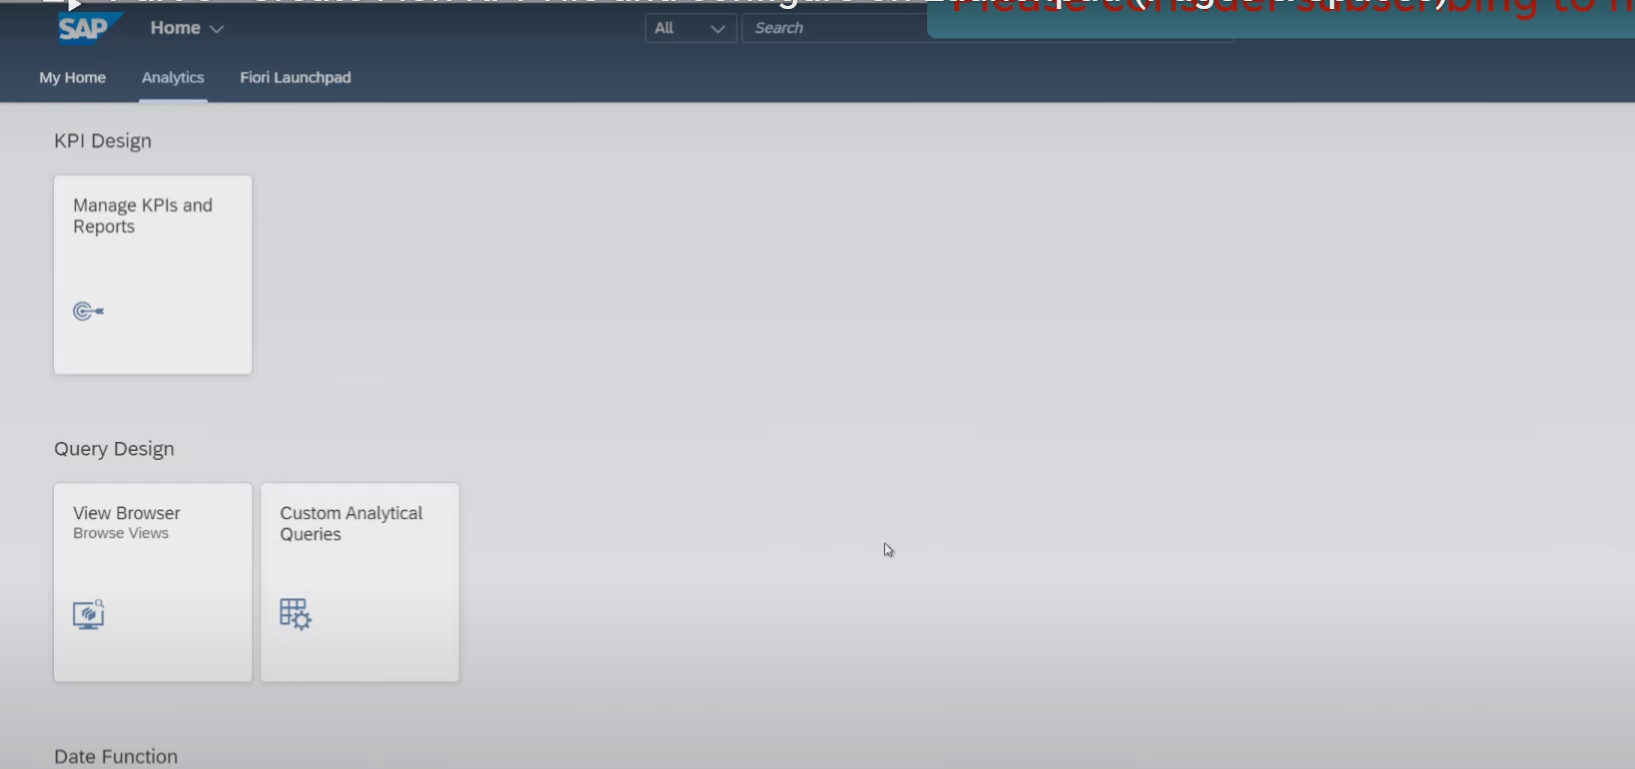 SAP
Home
All
Search
My Home
Analytics
Fiori Launchpad
KPI Design
Manage KPIs and
Reports
Query Design
View Browser
Browse Views
Custom Analytical
Queries
Date Function